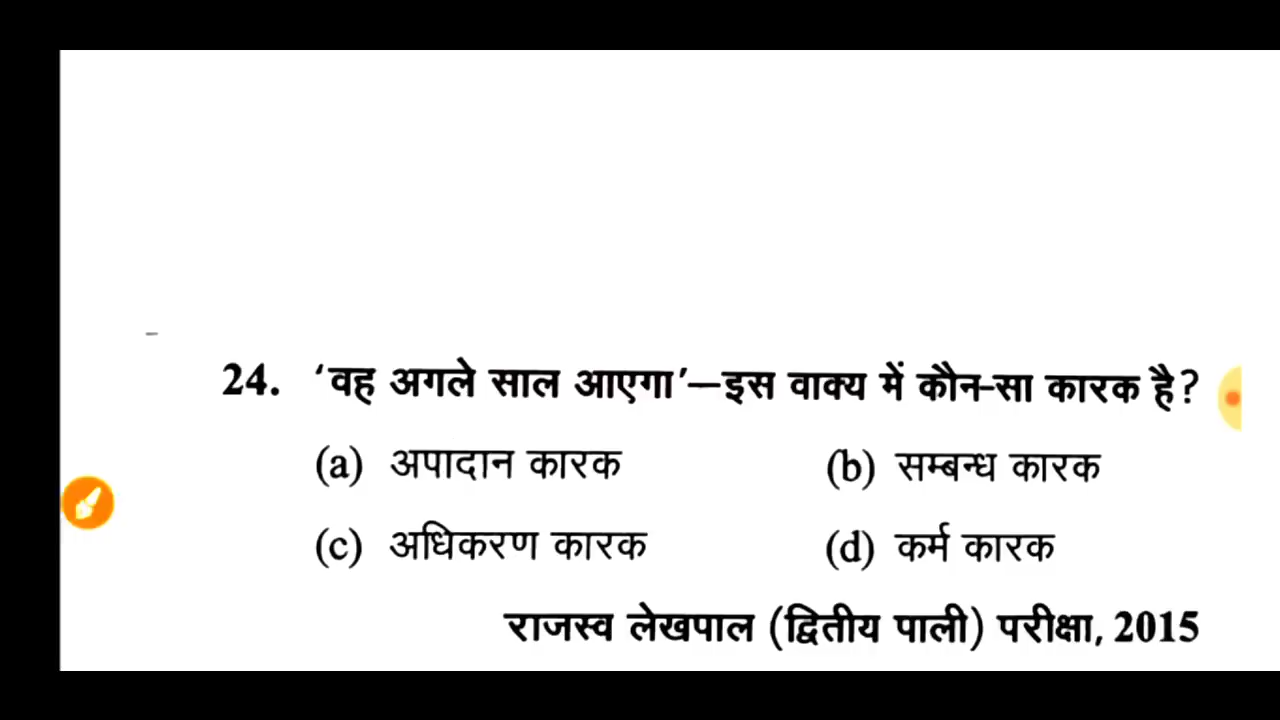 24. 'वह अगले साल आएगा'–इस वाक्य में कौन-सा कारक है?
(a) अपादान कारक (b) सम्बन्ध कारक
(c) अधिकरण कारक (d) कर्म कारक
राजस्व लेखपाल (द्वितीय पाली) परीक्षा, 2015